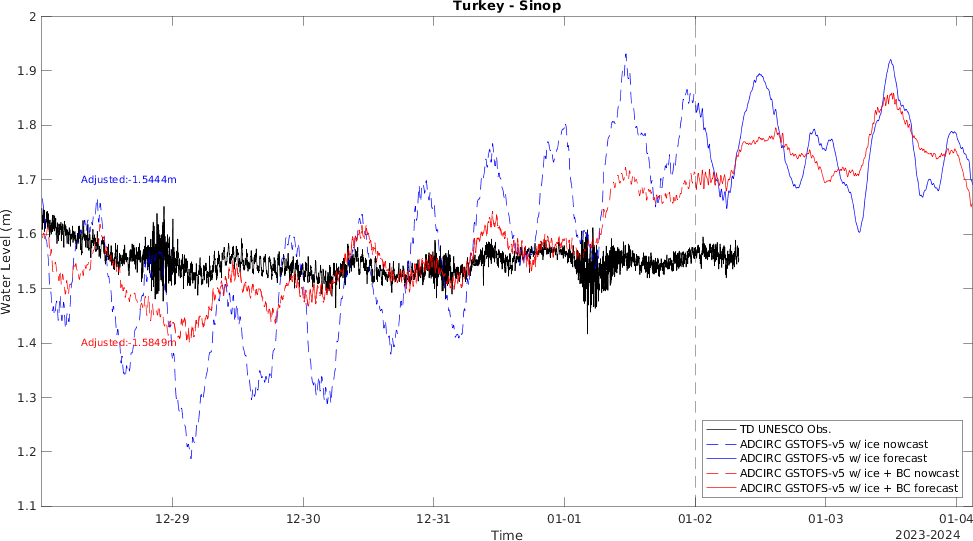 Turkey - Sinop
2
1.9
1.8
1.7
1.6
1.5
1.4
1.3
1.2
1.1
Water Level (m)
Adjusted:-1.5444m
Adjusted:-1.5849m
TD UNESCO Obs.
ADCIRC GSTOFS-v5 w/ ice nowcast
ADCIRC GSTOFS-v5 w/ ice forecast
ADCIRC GSTOFS-v5 w/ ice + BC nowcast
ADCIRC GSTOFS-v5 w/ ice + BC forecast
12-29 12-30 12-31 01-01 01-02 01-03 01-04
Time
2023-2024